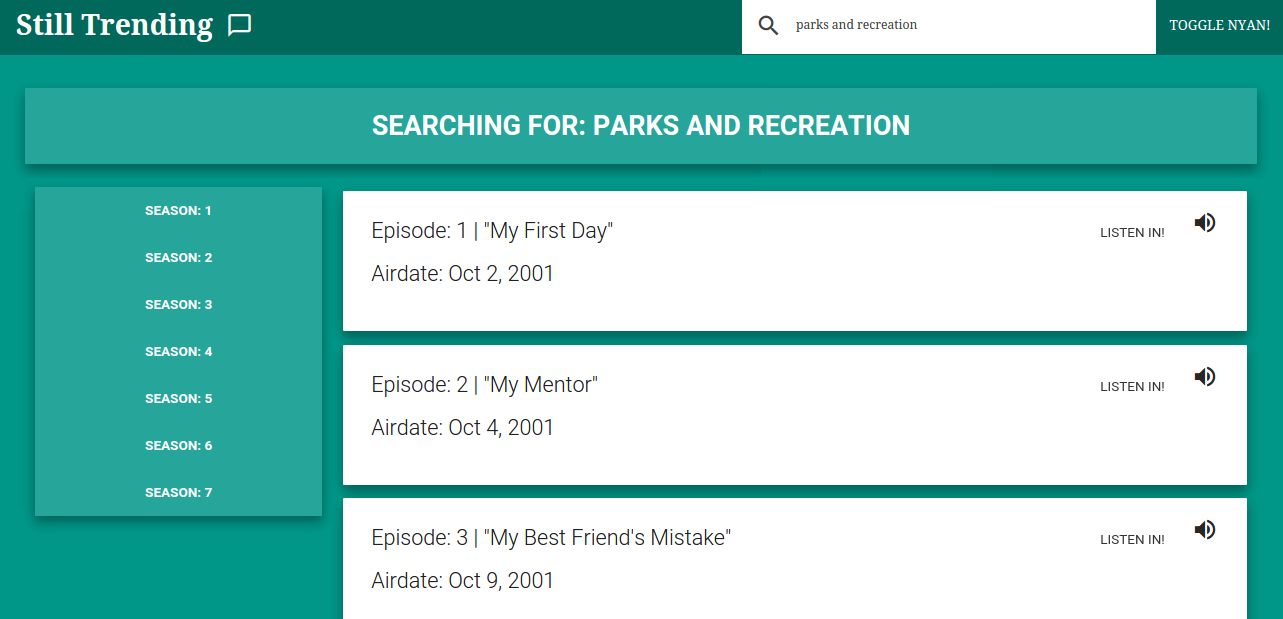 Still Trending
parks and recreation
TOGGLE NYAN!
SEARCHING FOR: PARKS AND RECREATION
SEASON: 1
SEASON: 2
SEASON: 3
SEASON: 4
SEASON: 5
SEASON: 6
SEASON: 7
Episode: 1 | "My First Day"
LISTEN IN!
Airdate: Oct 2, 2001
Episode: 2 | "My Mentor"
LISTEN IN!
Airdate: Oct 4, 2001
Episode: 3 | "My Best Friend's Mistake"
LISTEN IN!
Airdate: Oct 9, 2001